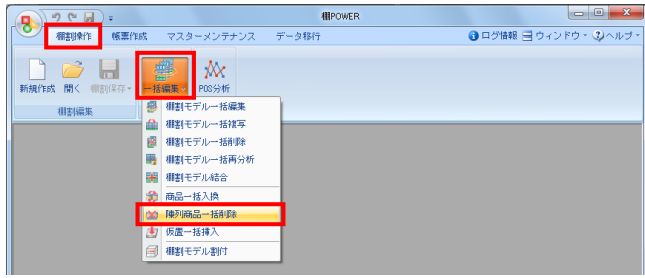 棚POWER
棚割操作 帳票作成 マスターメンテナンス データ移行 ログ情報 ウィンドウ ヘルプ
新規作成 開く 棚割保存 一括編集 POS分析
棚割編集
棚割モデル一括編集
棚割モデル一括複写
棚割モデル一括削除
棚割モデル一括再分析
棚割モデル結合
商品一括入換
陳列商品一括削除
仮置一括挿入
棚割モデル割付